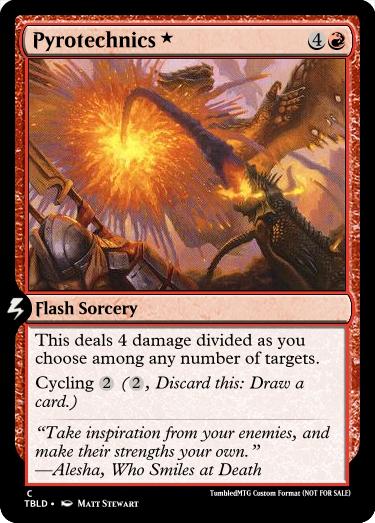 Pyrotechnics ★ 4
Flash Sorcery
This deals 4 damage divided as you
choose among any number of targets.
Cycling 2 (2, Discard this: Draw a
card.)
“Take inspiration from your enemies, and
make their strengths your own.”
—Alesha, Who Smiles at Death
C
TBLD • Matt Stewart
TumbledMTG Custom Format (NOT FOR SALE)